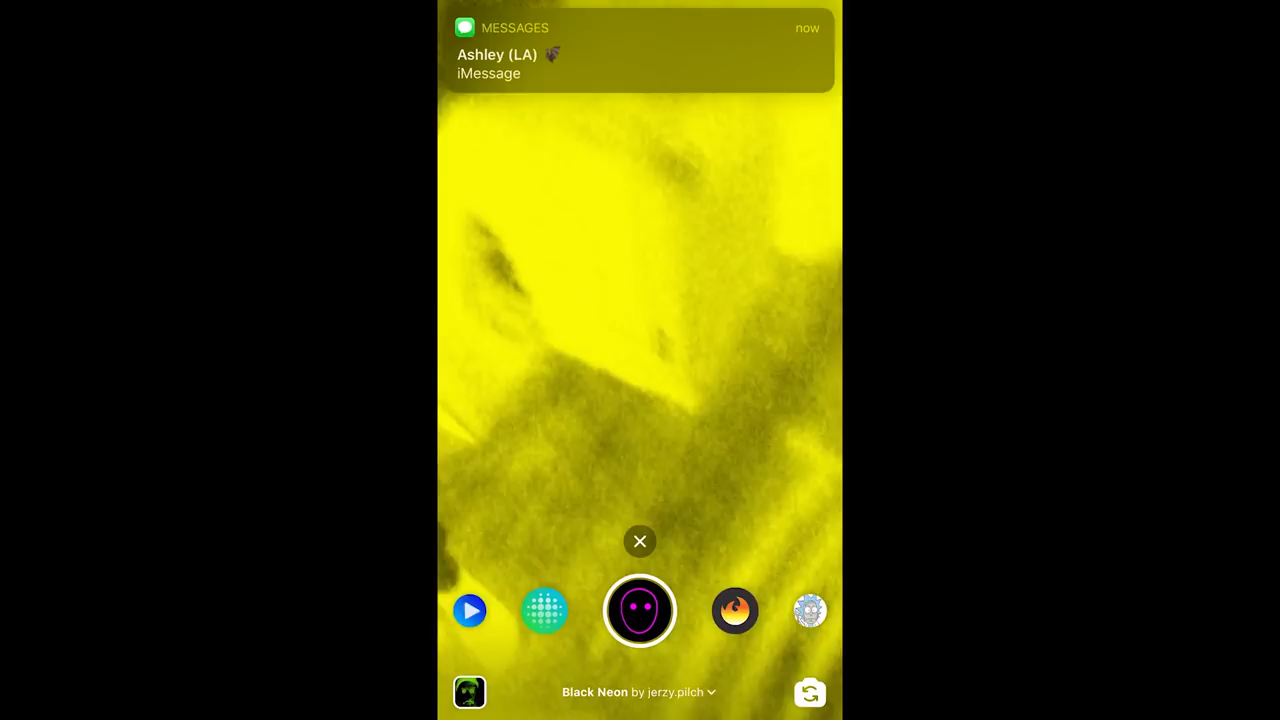 MESSAGES
now
Ashley (LA)
iMessage
Black Neon by jerzy.pilch